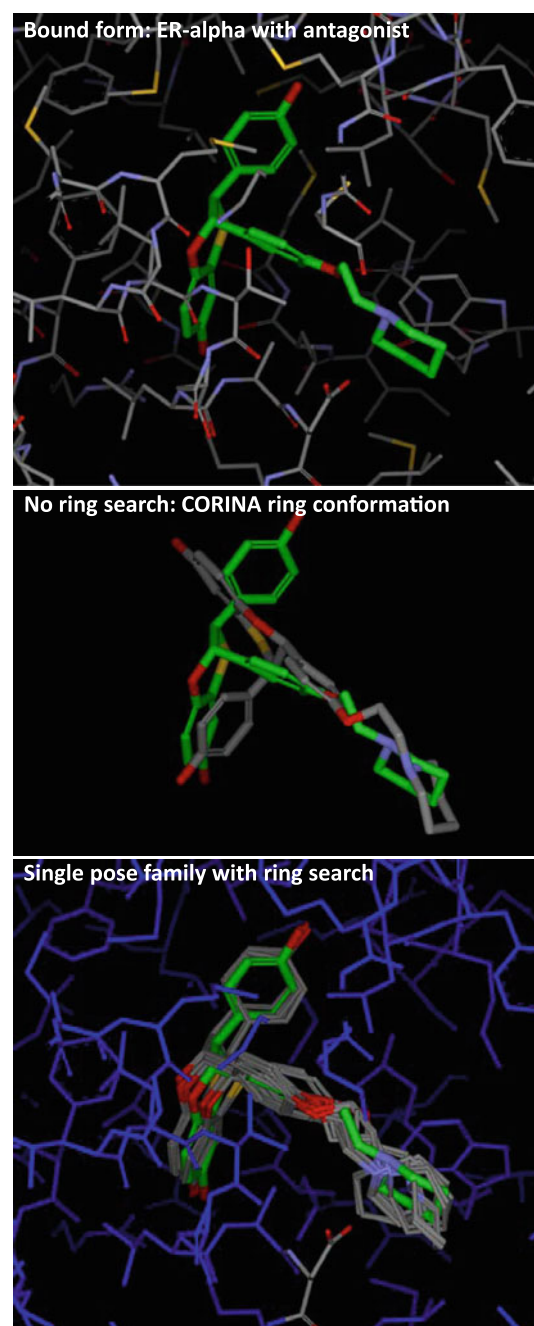 Bound form: ER-alpha with antagonist
No ring search: CORINA ring conformation
Single pose family with ring search